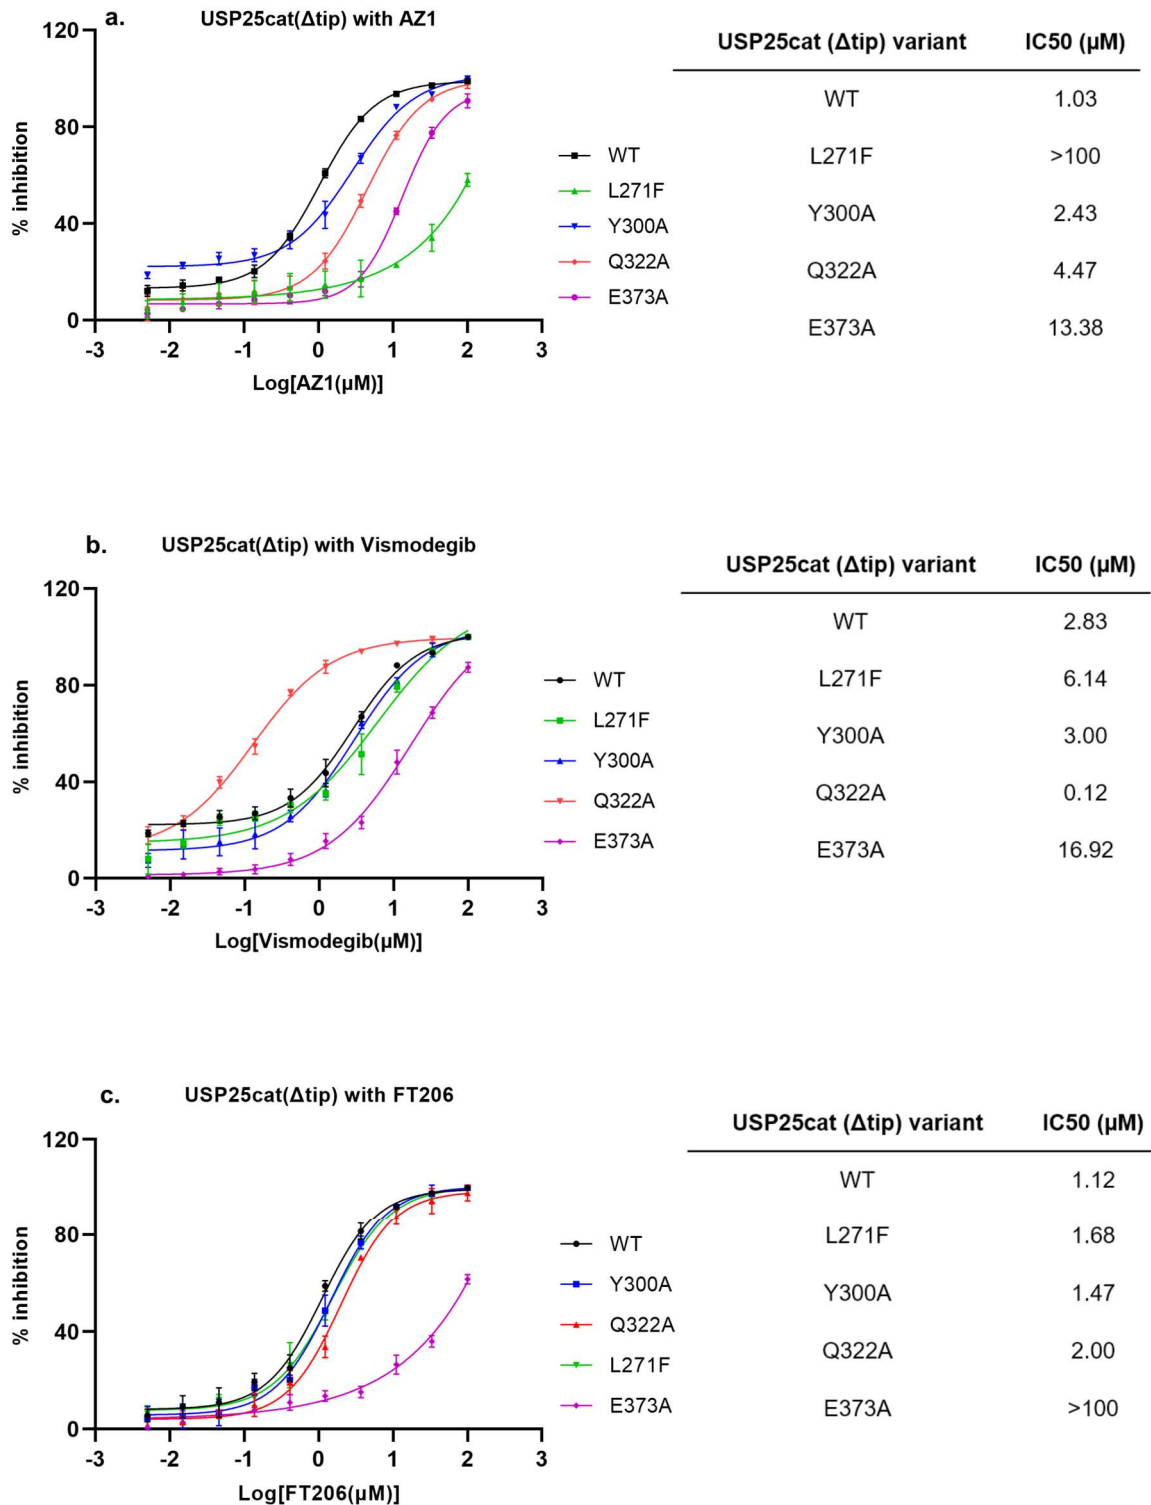 a.
USP25cat(Δtip) with AZ1
120
80
40
0
-3 -2 -1 0 1 2 3
% inhibition
Log[AZ1(µM)]
WT
L271F
Y300A
Q322A
E373A
USP25cat (Δtip) variant IC50 (µM)
WT 1.03
L271F >100
Y300A 2.43
Q322A 4.47
E373A 13.38
b.
USP25cat(Δtip) with Vismodegib
120
80
40
0
-3 -2 -1 0 1 2 3
% inhibition
Log[Vismodegib(µM)]
WT
L271F
Y300A
Q322A
E373A
USP25cat (Δtip) variant IC50 (µM)
WT 2.83
L271F 6.14
Y300A 3.00
Q322A 0.12
E373A 16.92
c.
USP25cat(Δtip) with FT206
120
80
40
0
-3 -2 -1 0 1 2 3
% inhibition
Log[FT206(µM)]
WT
Y300A
Q322A
L271F
E373A
USP25cat (Δtip) variant IC50 (µM)
WT 1.12
L271F 1.68
Y300A 1.47
Q322A 2.00
E373A >100